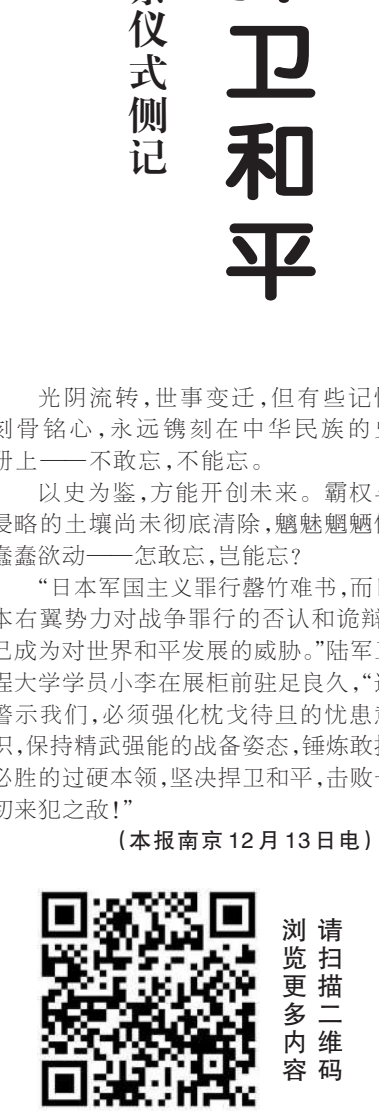 卫和平
仪式侧记
光阴流转，世事变迁，但有些记忆
刻骨铭心，永远镌刻在中华民族的史
册上——不敢忘，不能忘。
以史为鉴，方能开创未来。霸权与
侵略的土壤尚未彻底清除，魑魅魍魉仍
蠢蠢欲动——怎敢忘，岂能忘？
“日本军国主义罪行罄竹难书，而日
本右翼势力对战争罪行的否认和诡辩，
已成为对世界和平发展的威胁。”陆军工
程大学学员小李在展柜前驻足良久，“这
警示我们，必须强化枕戈待旦的忧患意
识，保持精武强能的战备姿态，锤炼敢打
必胜的过硬本领，坚决捍卫和平，击败一
切来犯之敌！”
（本报南京12月13日电）
请扫描二维码
浏览更多内容